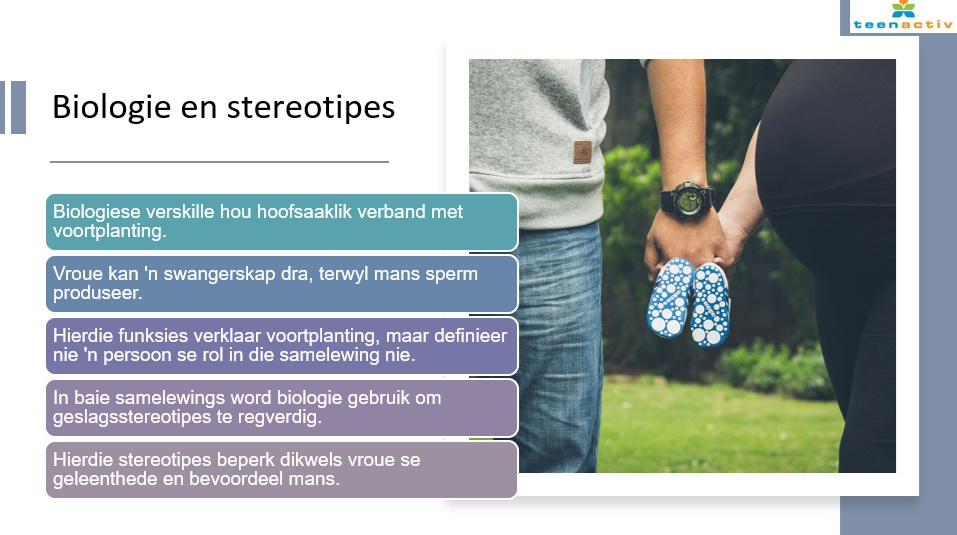 teenactiv
Biologie en stereotipes
Biologiese verskille hou hoofsaaklik verband met
voortplanting.
Vroue kan 'n swangerskap dra, terwyl mans sperm
produseer.
Hierdie funksies verklaar voortplanting, maar definieer
nie 'n persoon se rol in die samelewing nie.
In baie samelewings word biologie gebruik om
geslagsstereotipes te regverdig.
Hierdie stereotipes beperk dikwels vroue se
geleenthede en bevoordeel mans.